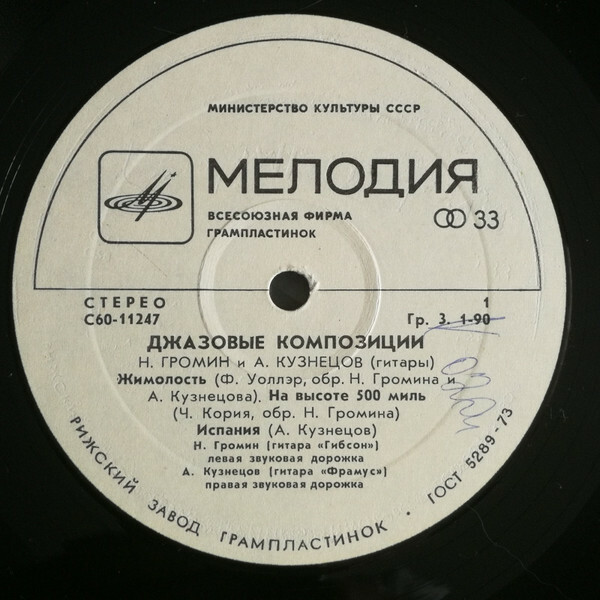 МИНИСТЕРСТВО КУЛЬТУРЫ СССР
МЕЛОДИЯ
ВСЕСОЮЗНАЯ ФИРМА
ГРАМПЛАСТИНОК
33
СТЕРЕО
1
С60-11247
Гр. 3. 1-90
ДЖАЗОВЫЕ КОМПОЗИЦИИ
Н. ГРОМИН и А. КУЗНЕЦОВ (гитары)
Жимолость (Ф. Уоллэр, обр. Н. Громина и
А. Кузнецова). На высоте 500 миль
(Ч. Кория, обр. Н. Громина)
Испания (А. Кузнецов)
Н. Громин (гитара «Гибсон»)
левая звуковая дорожка
А. Кузнецов (гитара «Фрамус»)
правая звуковая дорожка
РИЖСКИЙ ЗАВОД ГРАМПЛАСТИНОК • ГОСТ 5289-73